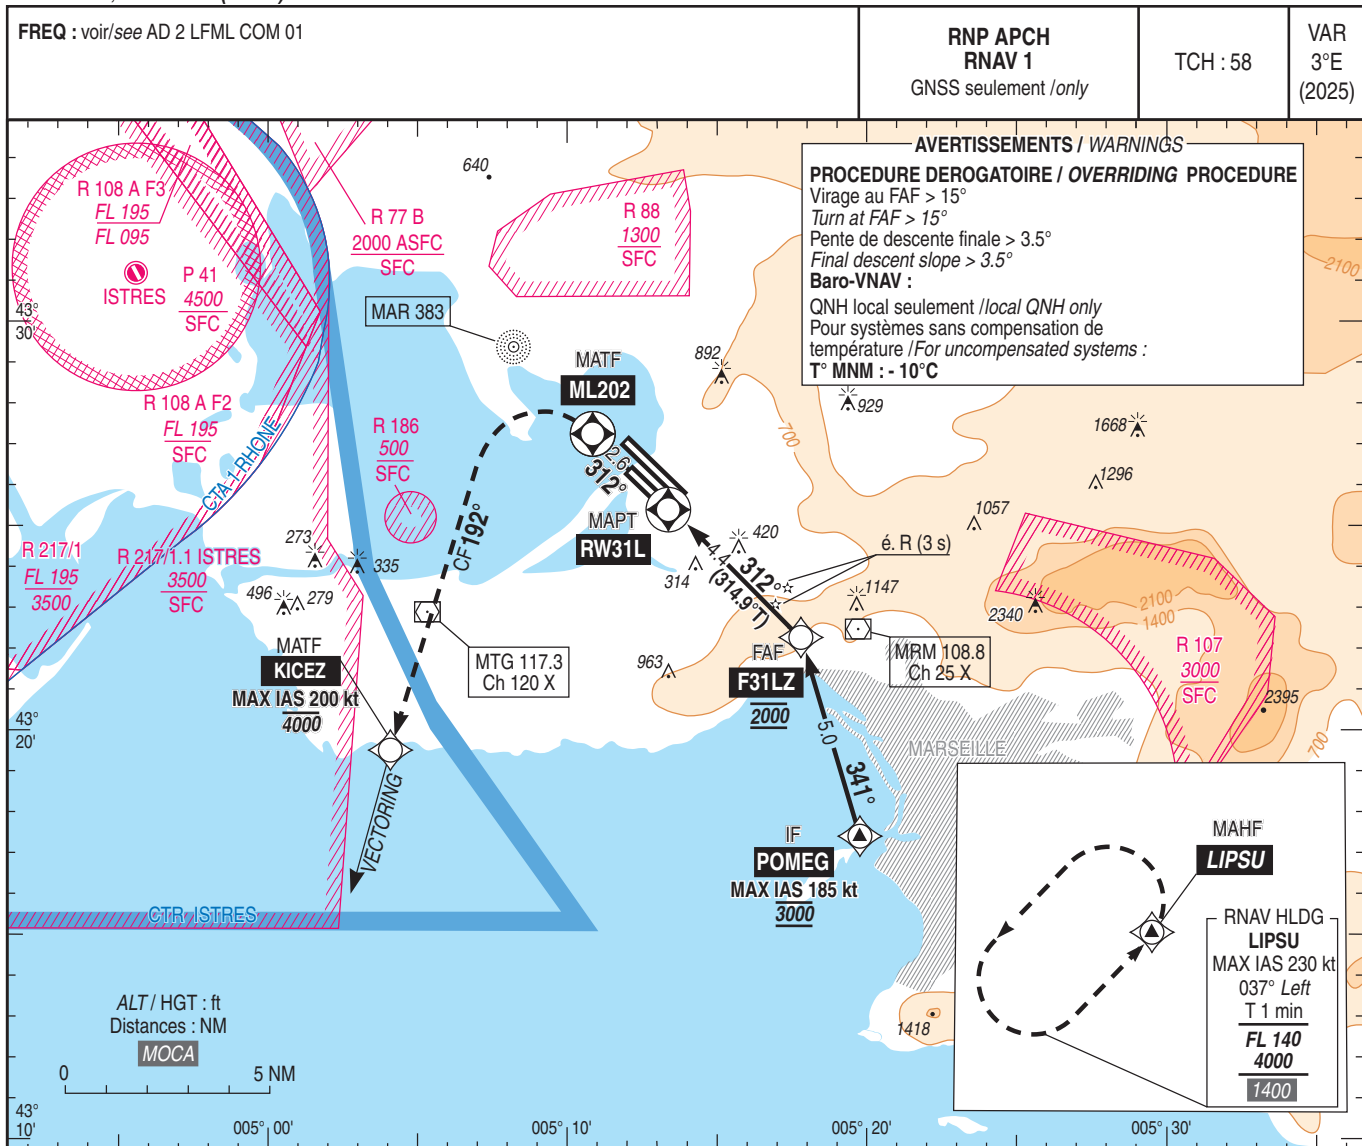 FREQ : voir/see AD 2 LFML COM 01
RNP APCH
RNAV 1
GNSS seulement /only
TCH : 58
VAR
3°E
(2025)
AVERTISSEMENTS / WARNINGS
PROCEDURE DEROGATOIRE / OVERRIDING PROCEDURE
Virage au FAF > 15°
Turn at FAF > 15°
Pente de descente finale > 3.5°
Final descent slope > 3.5°
Baro-VNAV :
QNH local seulement /local QNH only
Pour systèmes sans compensation de
température /For uncompensated systems :
T° MNM : - 10°C
R 108 A F3
FL 195
FL 095
P 41
4500
SFC
ISTRES
R 77 B
2000 ASFC
SFC
640
R 88
1300
SFC
2100
43°
30'
MAR 383
MATF
ML202
892
929
1668
1296
1057
700
R 108 A F2
FL 195
SFC
CTA 1 RHONE
R 186
500
SFC
2.6
312°
MAPT
RW31L
CF 192°
R 217/1
FL 195
3500
R 217/1.1 ISTRES
3500
SFC
273
335
496
279
314
420
é. R (3 s)
4.4
312°
(314.9°T)
1147
2340
2100
1400
R 107
3000
SFC
2395
700
MATF
KICEZ
MAX IAS 200 kt
4000
MTG 117.3
Ch 120 X
963
FAF
F31LZ
2000
MRM 108.8
Ch 25 X
43°
20'
MARSEILLE
5.0
341°
VECTORING
IF
POMEG
MAX IAS 185 kt
3000
CTR ISTRES
MAHF
LIPSU
RNAV HLDG
LIPSU
MAX IAS 230 kt
037° Left
T 1 min
FL 140
4000
1400
1418
ALT / HGT : ft
Distances : NM
MOCA
0
5 NM
43°
10'
005° 00'
005° 10'
005° 20'
005° 30'